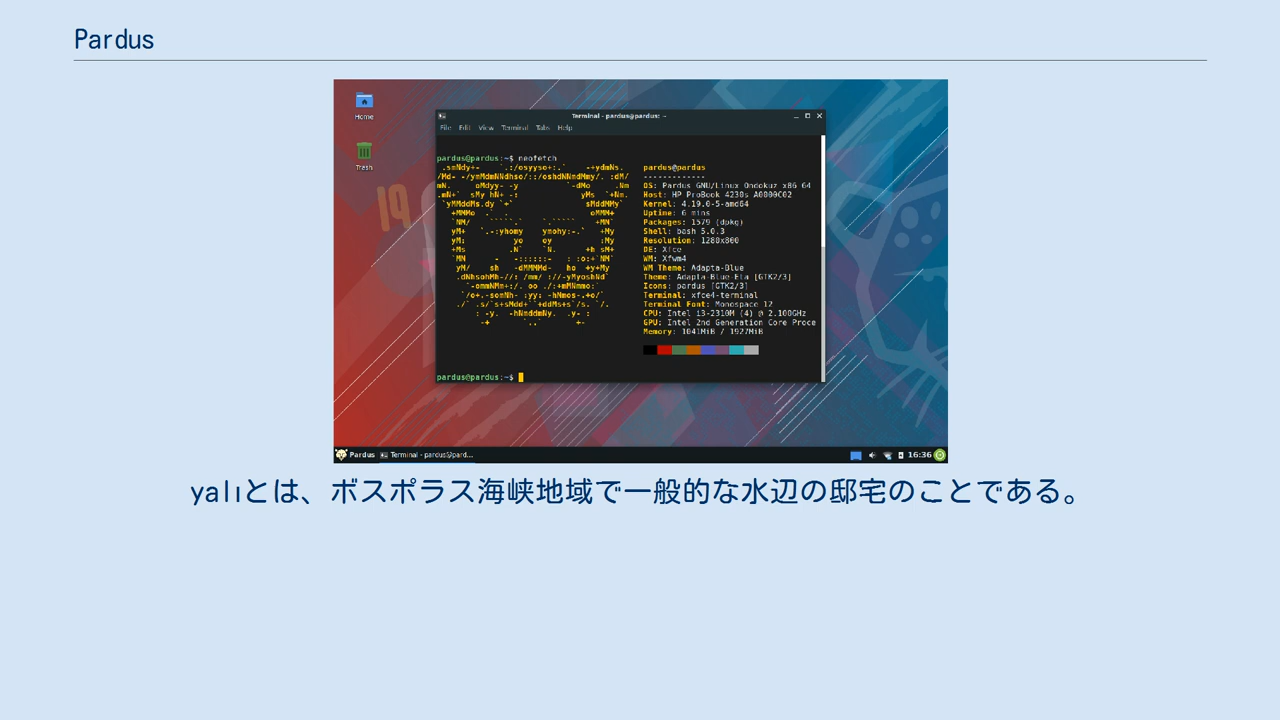 Pardus
Home
Trash
Terminal - pardus@pardus: ~
File Edit View Terminal Tabs Help
pardus@pardus:~$ neofetch
pardus@pardus
-------------
OS: Pardus GNU/Linux Ondokuz x86_64
Host: HP ProBook 4230s A0000C02
Kernel: 4.19.0-5-amd64
Uptime: 6 mins
Packages: 1579 (dpkg)
Shell: bash 5.0.3
Resolution: 1280x800
DE: Xfce
WM: Xfwm4
WM Theme: Adapta-Blue
Theme: Adapta-Blue-Eta [GTK2/3]
Icons: pardus [GTK2/3]
Terminal: xfce4-terminal
Terminal Font: Monospace 12
CPU: Intel i3-2310M (4) @ 2.100GHz
GPU: Intel 2nd Generation Core Proce
Memory: 1041MiB / 1927MiB
pardus@pardus:~$
19
Pardus Terminal - pardus@pard... 16:36
yalıとは、ボスポラス海峡地域で一般的な水辺の邸宅のことである。